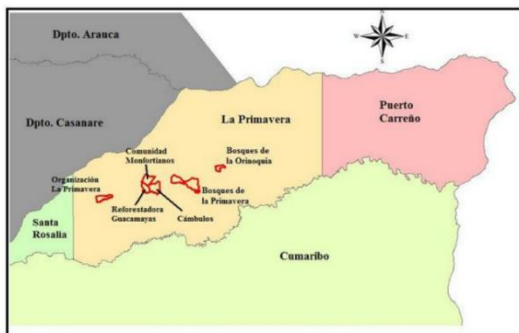 Dpto. Arauca
N
W
E
S
Dpto. Casanare
La Primavera
Puerto
Carreño
Comunidad
Monfortianos
Bosques de
la Orinoquia
Organización
La Primavera
Bosques de
la Primavera
Reforestadora
Guacamayas
Cámbulos
Santa
Rosalia
Cumaribo